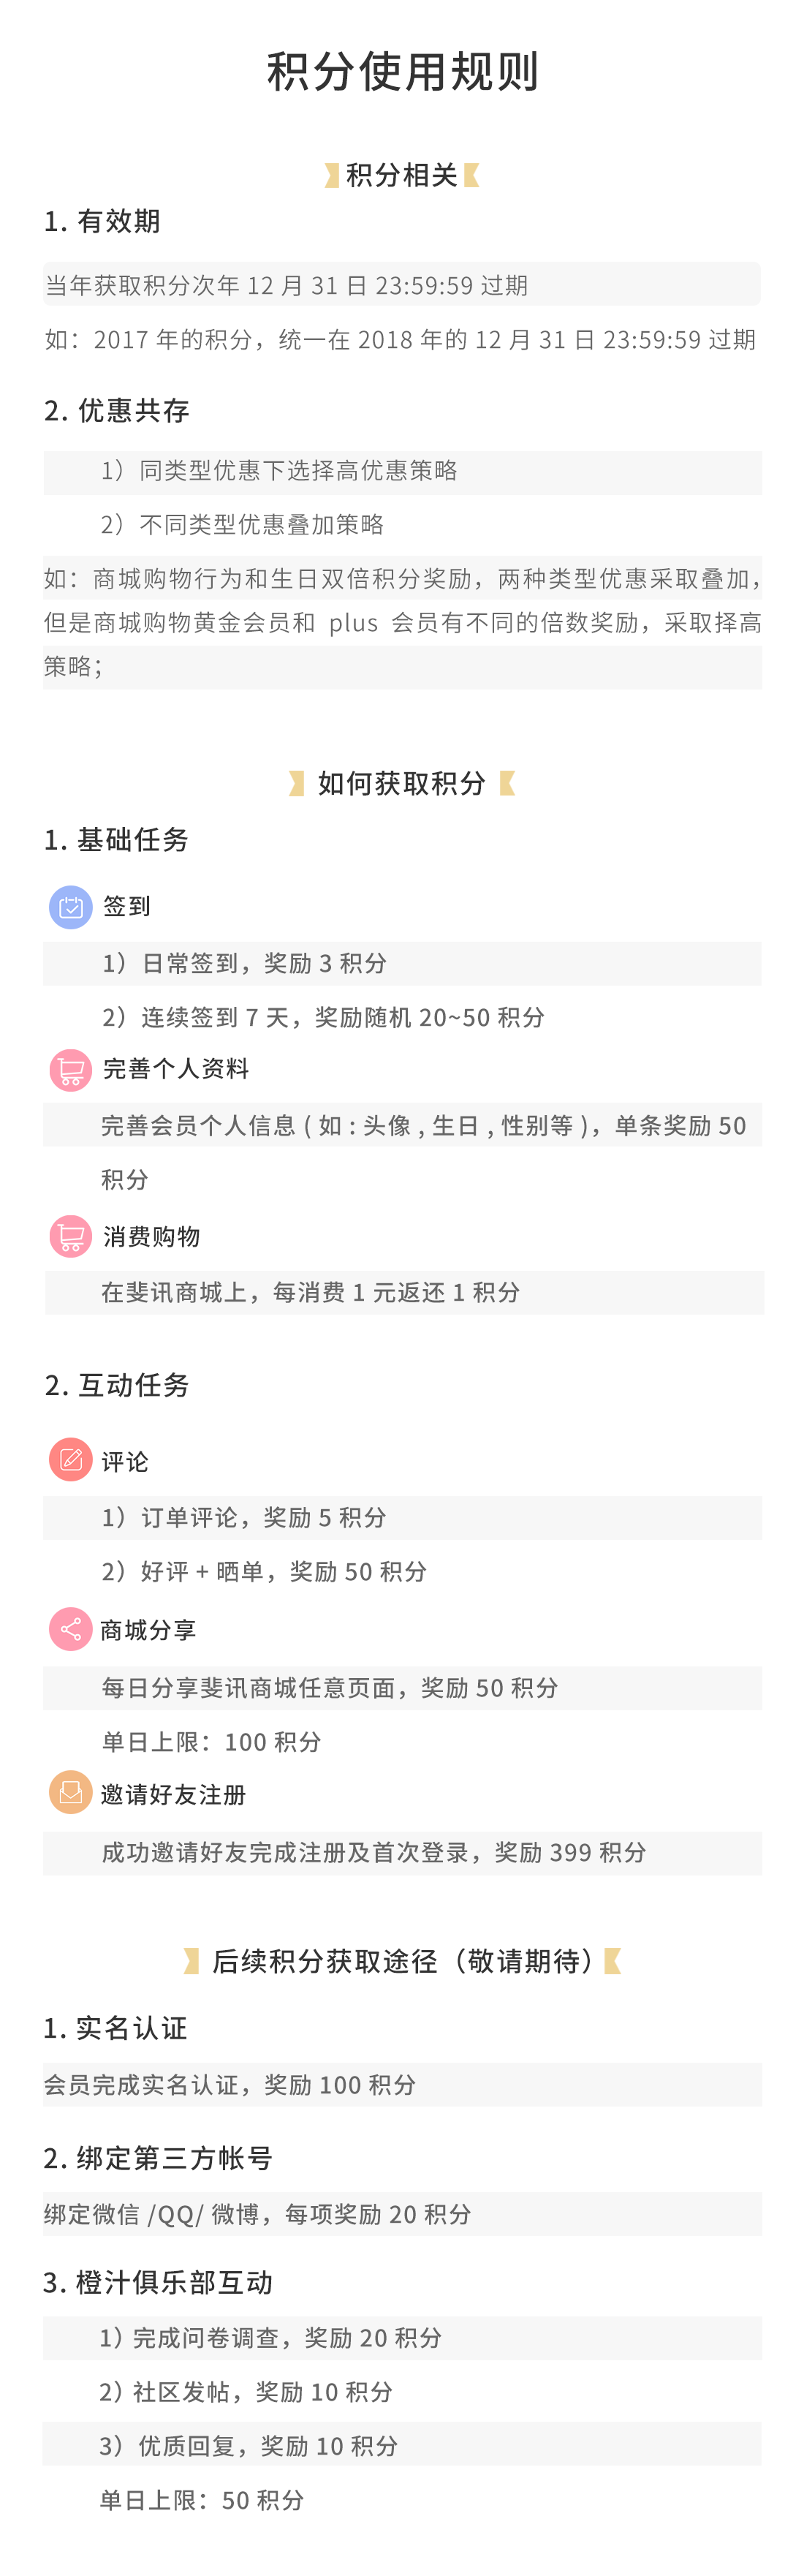 积分使用规则
积分相关
1. 有效期
当年获取积分次年 12 月 31 日 23:59:59 过期
如：2017 年的积分，统一在 2018 年的 12 月 31 日 23:59:59 过期
2. 优惠共存
1）同类型优惠下选择高优惠策略
2）不同类型优惠叠加策略
如：商城购物行为和生日双倍积分奖励，两种类型优惠采取叠加，
但是商城购物黄金会员和 plus 会员有不同的倍数奖励，采取择高
策略；
如何获取积分
1. 基础任务
签到
1）日常签到，奖励 3 积分
2）连续签到 7 天，奖励随机 20~50 积分
完善个人资料
完善会员个人信息 ( 如 : 头像 , 生日 , 性别等 )，单条奖励 50
积分
消费购物
在斐讯商城上，每消费 1 元返还 1 积分
2. 互动任务
评论
1）订单评论，奖励 5 积分
2）好评 + 晒单，奖励 50 积分
商城分享
每日分享斐讯商城任意页面，奖励 50 积分
单日上限：100 积分
邀请好友注册
成功邀请好友完成注册及首次登录，奖励 399 积分
后续积分获取途径（敬请期待）
1. 实名认证
会员完成实名认证，奖励 100 积分
2. 绑定第三方帐号
绑定微信 /QQ/ 微博，每项奖励 20 积分
3. 橙汁俱乐部互动
1）完成问卷调查，奖励 20 积分
2）社区发帖，奖励 10 积分
3）优质回复，奖励 10 积分
单日上限：50 积分